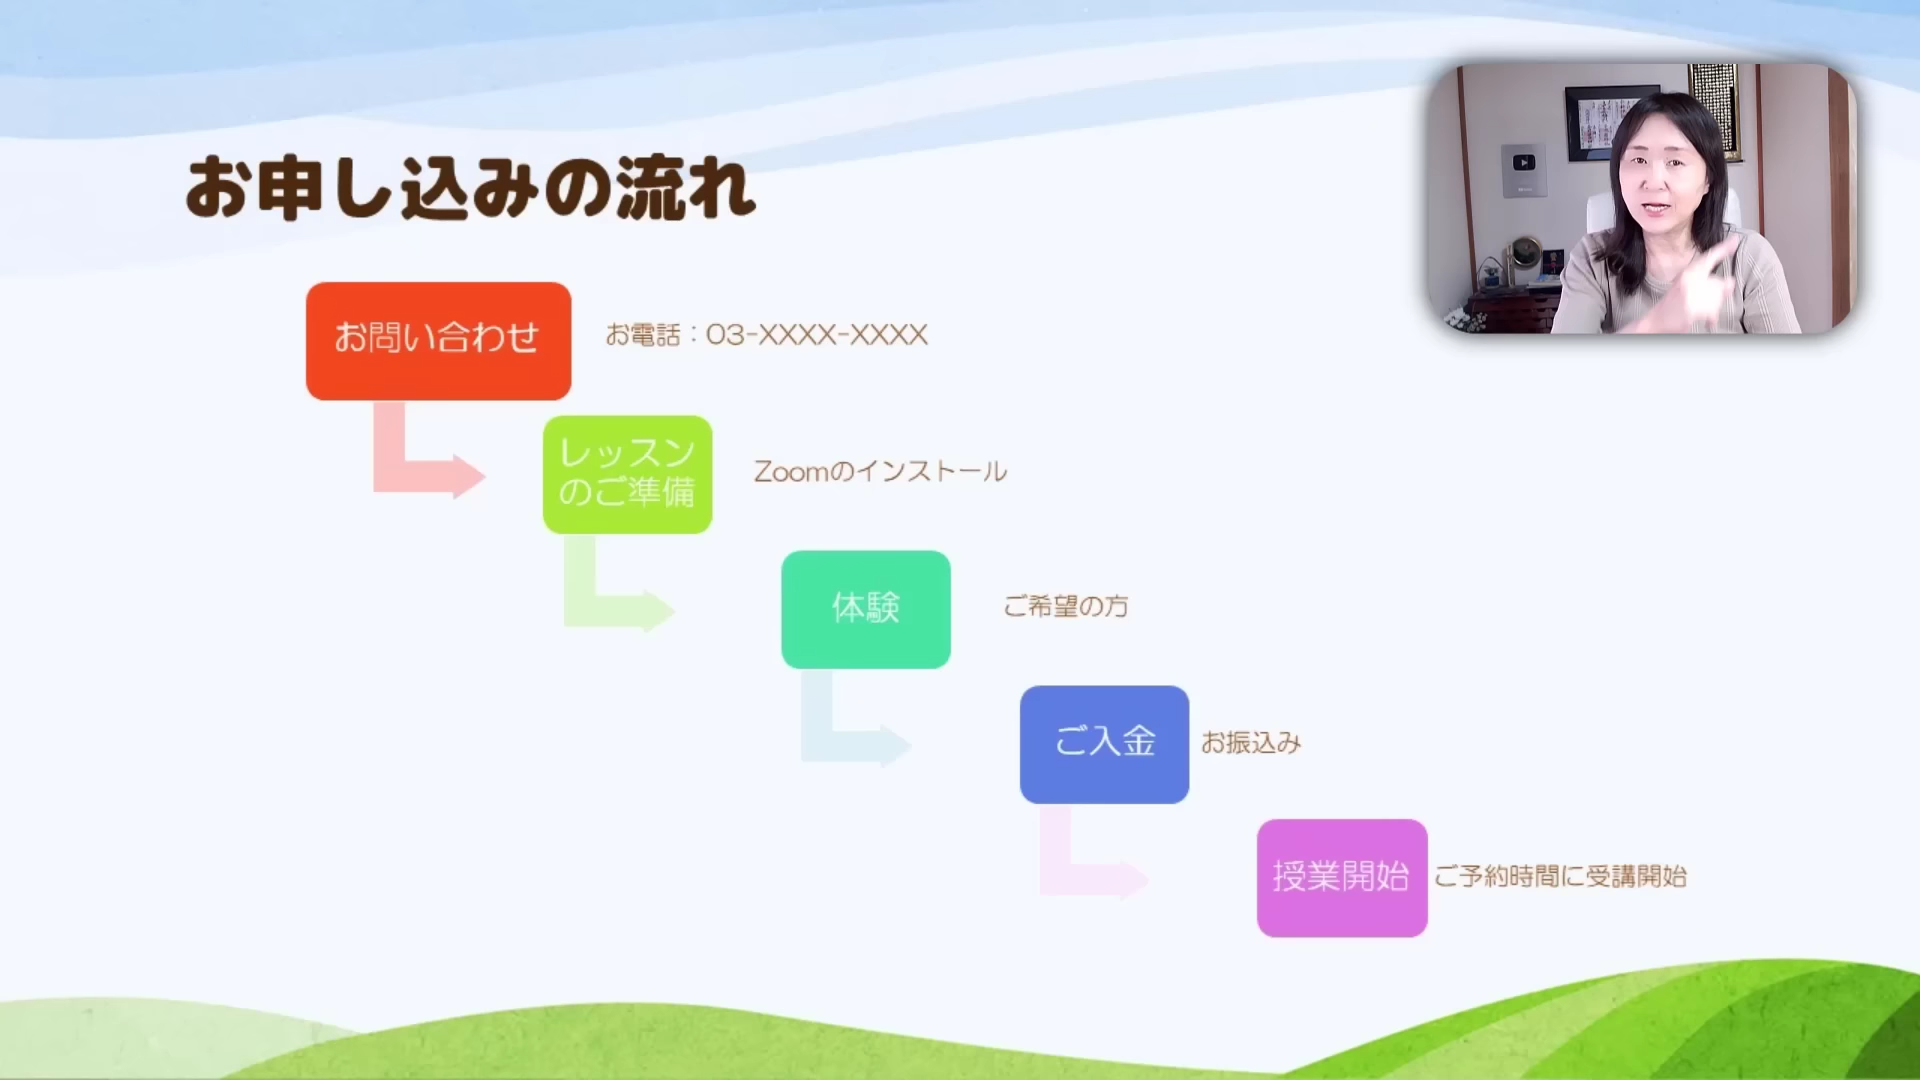 お申し込みの流れ
お問い合わせ
お電話：03-XXXX-XXXX
レッスン
のご準備
Zoomのインストール
体験
ご希望の方
ご入金
お振込み
授業開始
ご予約時間に受講開始